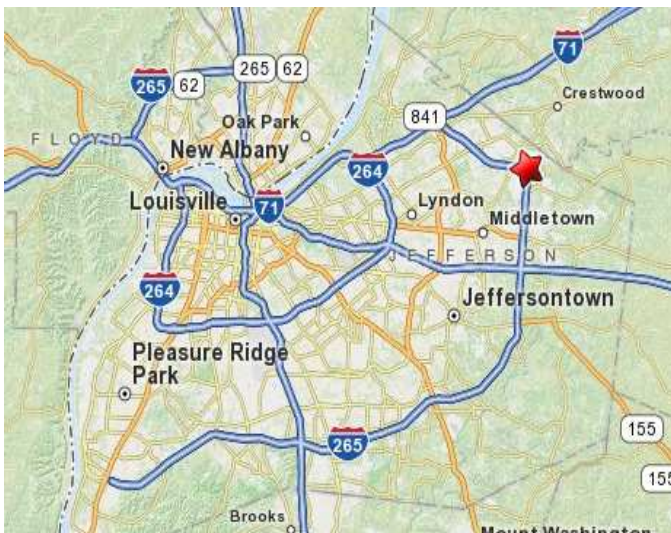 71
265
62
265
62
Crestwood
841
Oak Park
FLOYD
New Albany
264
Lyndon
71
Louisville
Middletown
JEFFERSON
264
Jeffersontown
Pleasure Ridge
Park
155
265
155
Brooks
Mount Washington